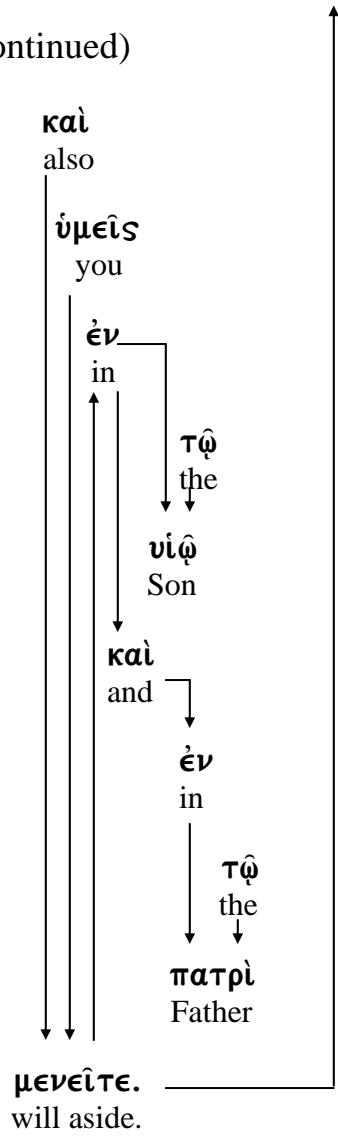 ontinued)
καὶ
also
ὑμεῖς
you
ἐν
in
τῷ
the
υἱῷ
Son
καὶ
and
ἐν
in
τῷ
the
πατρὶ
Father
μενεῖτε.
will aside.